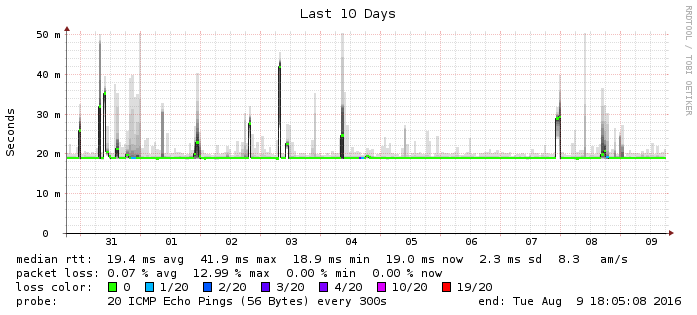 Last 10 Days
RRDTOOL / TOBI OETIKER
Seconds
50 m
40 m
30 m
20 m
10 m
0
31 01 02 03 04 05 06 07 08 09
median rtt: 19.4 ms avg 41.9 ms max 18.9 ms min 19.0 ms now 2.3 ms sd 8.3 am/s
packet loss: 0.07 % avg 12.99 % max 0.00 % min 0.00 % now
loss color: 0 1/20 2/20 3/20 4/20 10/20 19/20
probe: 20 ICMP Echo Pings (56 Bytes) every 300s end: Tue Aug 9 18:05:08 2016